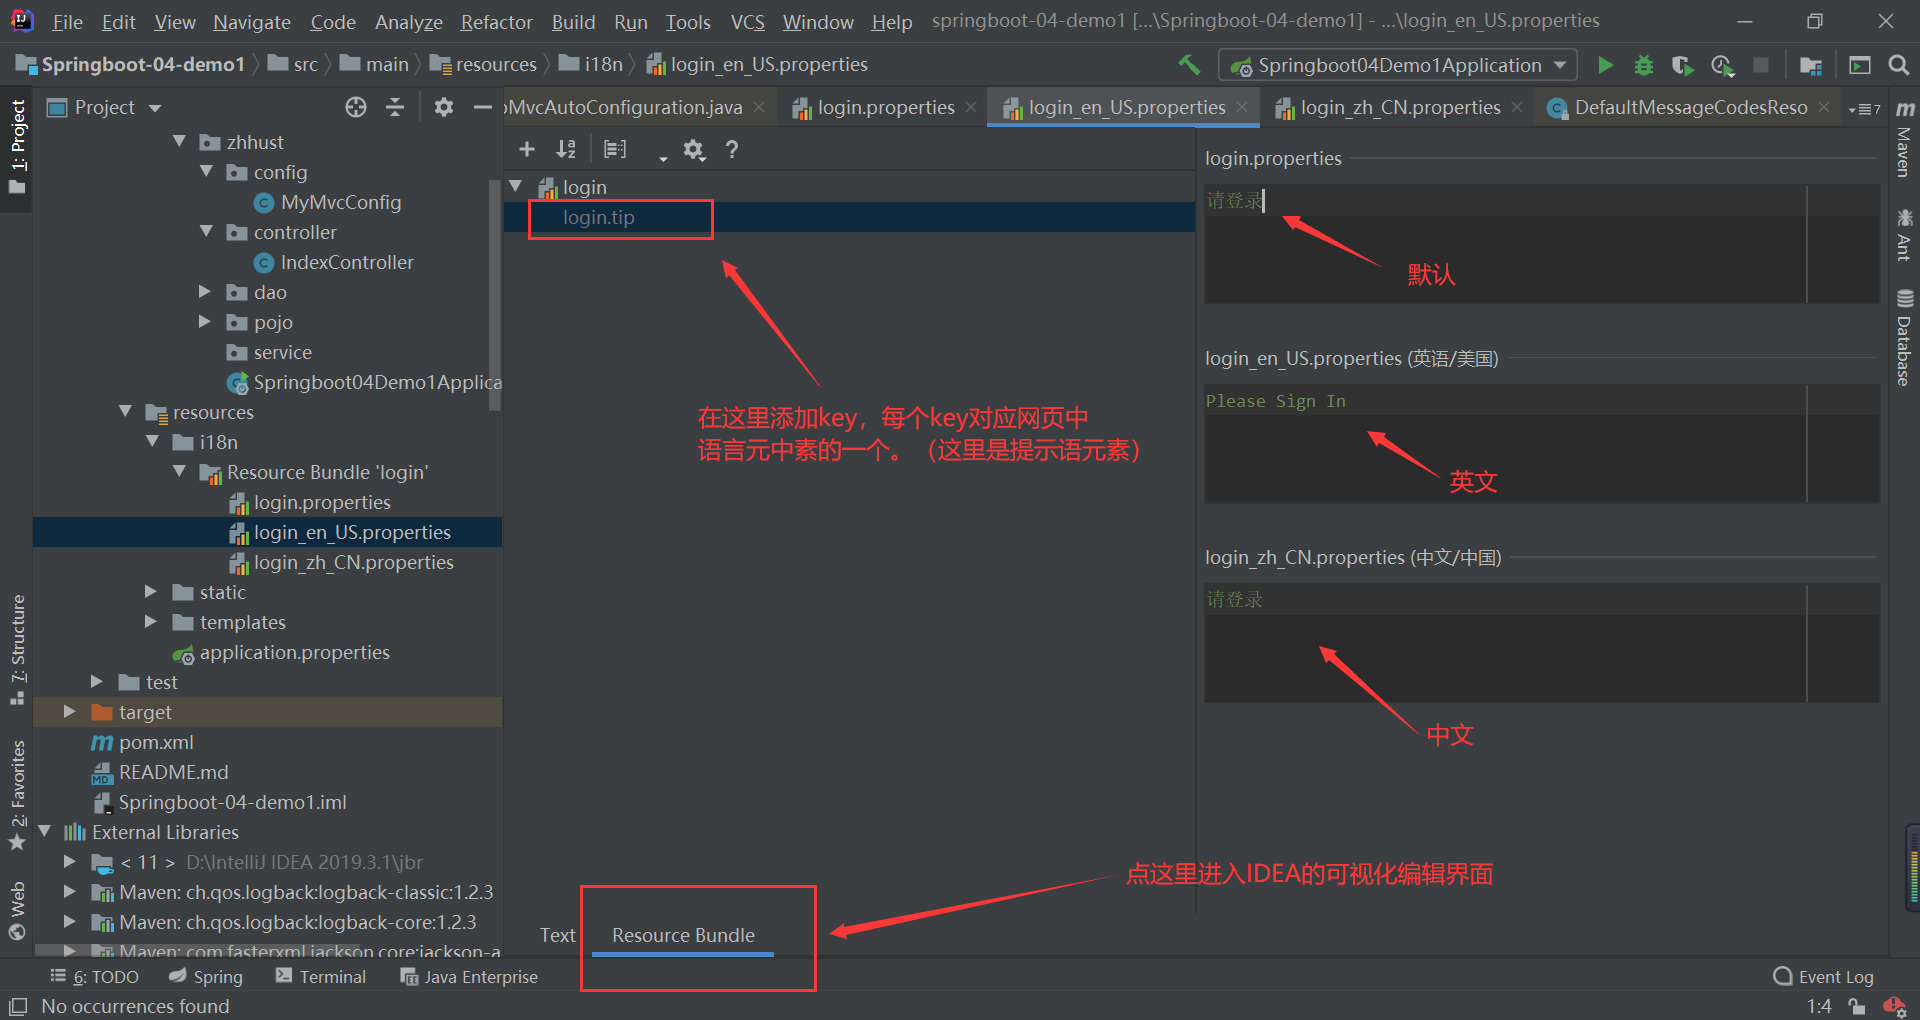 File Edit View Navigate Code Analyze Refactor Build Run Tools VCS Window Help springboot-04-demo1 [...\Springboot-04-demo1] - ...\login_en_US.properties
Springboot-04-demo1 src main resources i18n login_en_US.properties
Springboot04Demo1Application
1: Project
7: Structure
2: Favorites
Web
Project
zhhust
config
MyMvcConfig
controller
IndexController
dao
pojo
service
Springboot04Demo1Applica
resources
i18n
Resource Bundle 'login'
login.properties
login_en_US.properties
login_zh_CN.properties
static
templates
application.properties
test
target
pom.xml
README.md
Springboot-04-demo1.iml
External Libraries
< 11 > D:\IntelliJ IDEA 2019.3.1\jbr
Maven: ch.qos.logback:logback-classic:1.2.3
Maven: ch.qos.logback:logback-core:1.2.3
Maven: com.fasterxml.jackson.core:jackson-a
oMvcAutoConfiguration.java login.properties login_en_US.properties login_zh_CN.properties DefaultMessageCodesReso 7
login
login.tip
在这里添加key，每个key对应网页中
语言元中素的一个。（这里是提示语元素）
login.properties
请登录
默认
login_en_US.properties (英语/美国)
Please Sign In
英文
login_zh_CN.properties (中文/中国)
请登录
中文
点这里进入IDEA的可视化编辑界面
Text Resource Bundle
Maven
Ant
Database
6: TODO Spring Terminal Java Enterprise Event Log
No occurrences found 1:4